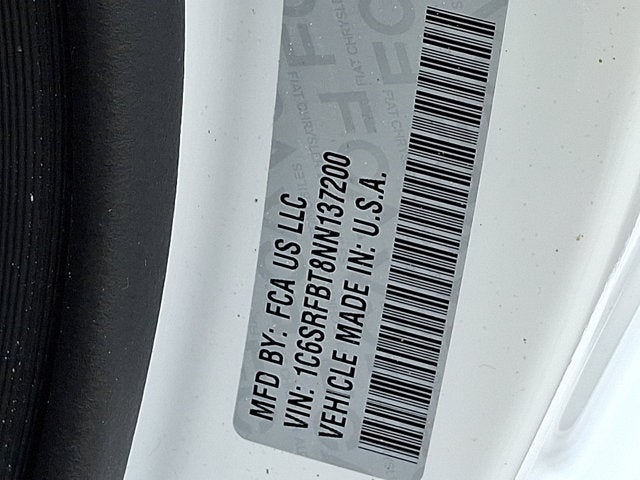 MFD BY: FCA US LLC
VIN: 1C6SRFBT8NN137200
VEHICLE MADE IN: U.S.A.